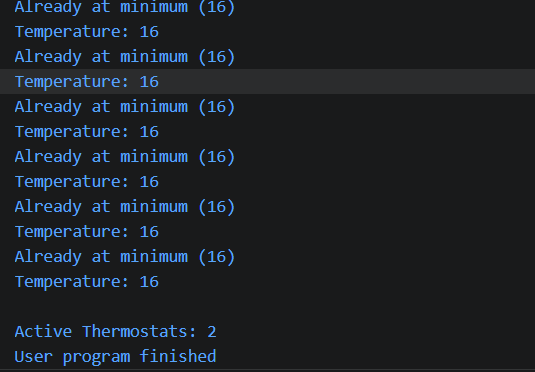 Already at minimum (16)
Temperature: 16
Already at minimum (16)
Temperature: 16
Already at minimum (16)
Temperature: 16
Already at minimum (16)
Temperature: 16
Already at minimum (16)
Temperature: 16
Already at minimum (16)
Temperature: 16
Active Thermostats: 2
User program finished